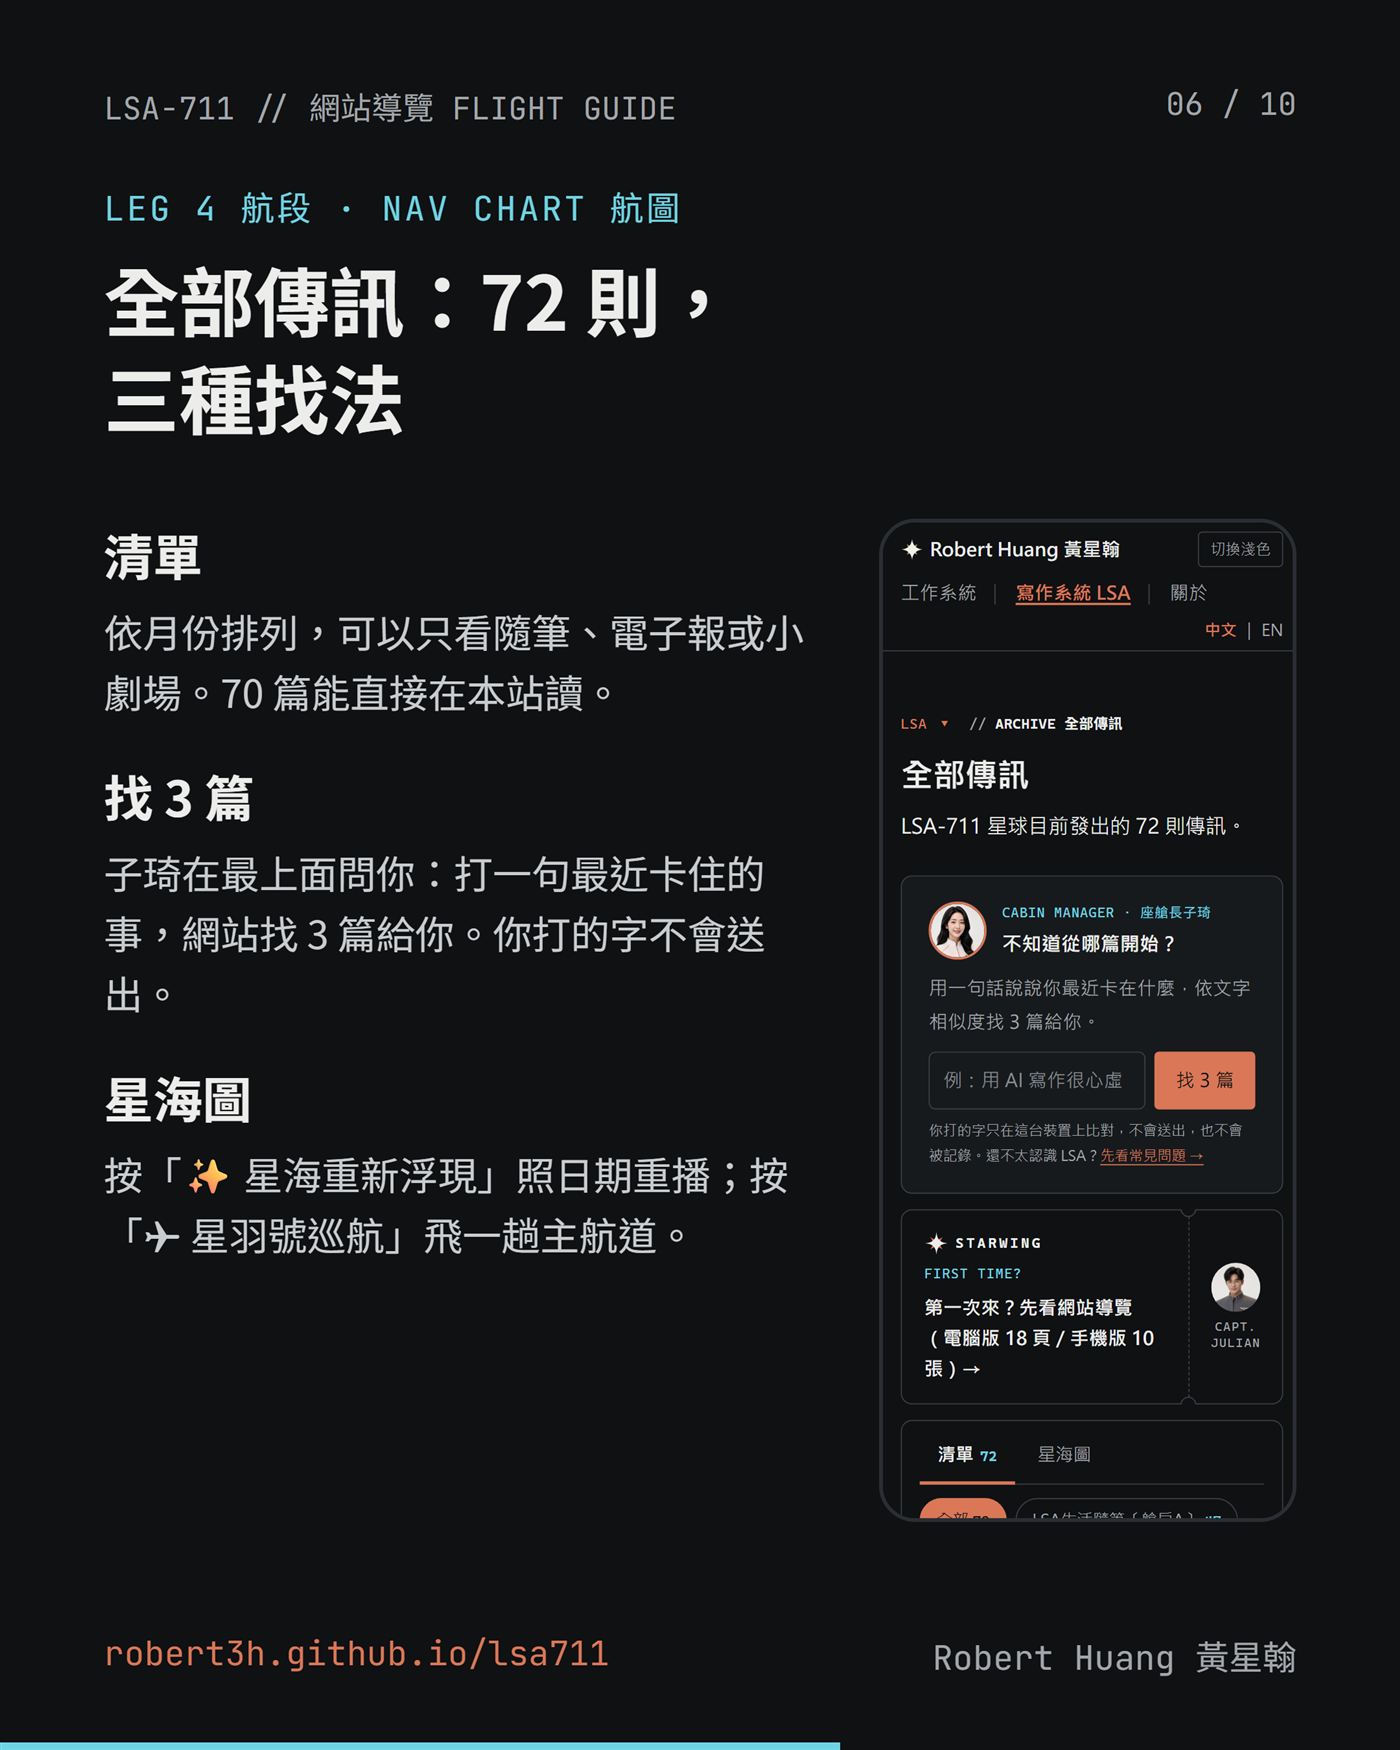 LSA-711 // 網站導覽 FLIGHT GUIDE
06 / 10
LEG 4 航段 · NAV CHART 航圖
全部傳訊：72 則，
三種找法
清單
依月份排列，可以只看隨筆、電子報或小
劇場。70 篇能直接在本站讀。
找 3 篇
子琦在最上面問你：打一句最近卡住的
事，網站找 3 篇給你。你打的字不會送
出。
星海圖
按「✨ 星海重新浮現」照日期重播；按
「✈ 星羽號巡航」飛一趟主航道。
Robert Huang 黃星翰
切換淺色
工作系統 | 寫作系統 LSA | 關於
中文 | EN
LSA ▼ // ARCHIVE 全部傳訊
全部傳訊
LSA-711 星球目前發出的 72 則傳訊。
CABIN MANAGER · 座艙長子琦
不知道從哪篇開始？
用一句話說說你最近卡在什麼，依文字
相似度找 3 篇給你。
例：用 AI 寫作很心虛
找 3 篇
你打的字只在這台裝置上比對，不會送出，也不會
被記錄。還不太認識 LSA？先看常見問題 →
STARWING
FIRST TIME?
第一次來？先看網站導覽
（電腦版 18 頁 / 手機版 10
張）→
CAPT.
JULIAN
清單 72
星海圖
robert3h.github.io/lsa711
Robert Huang 黃星翰